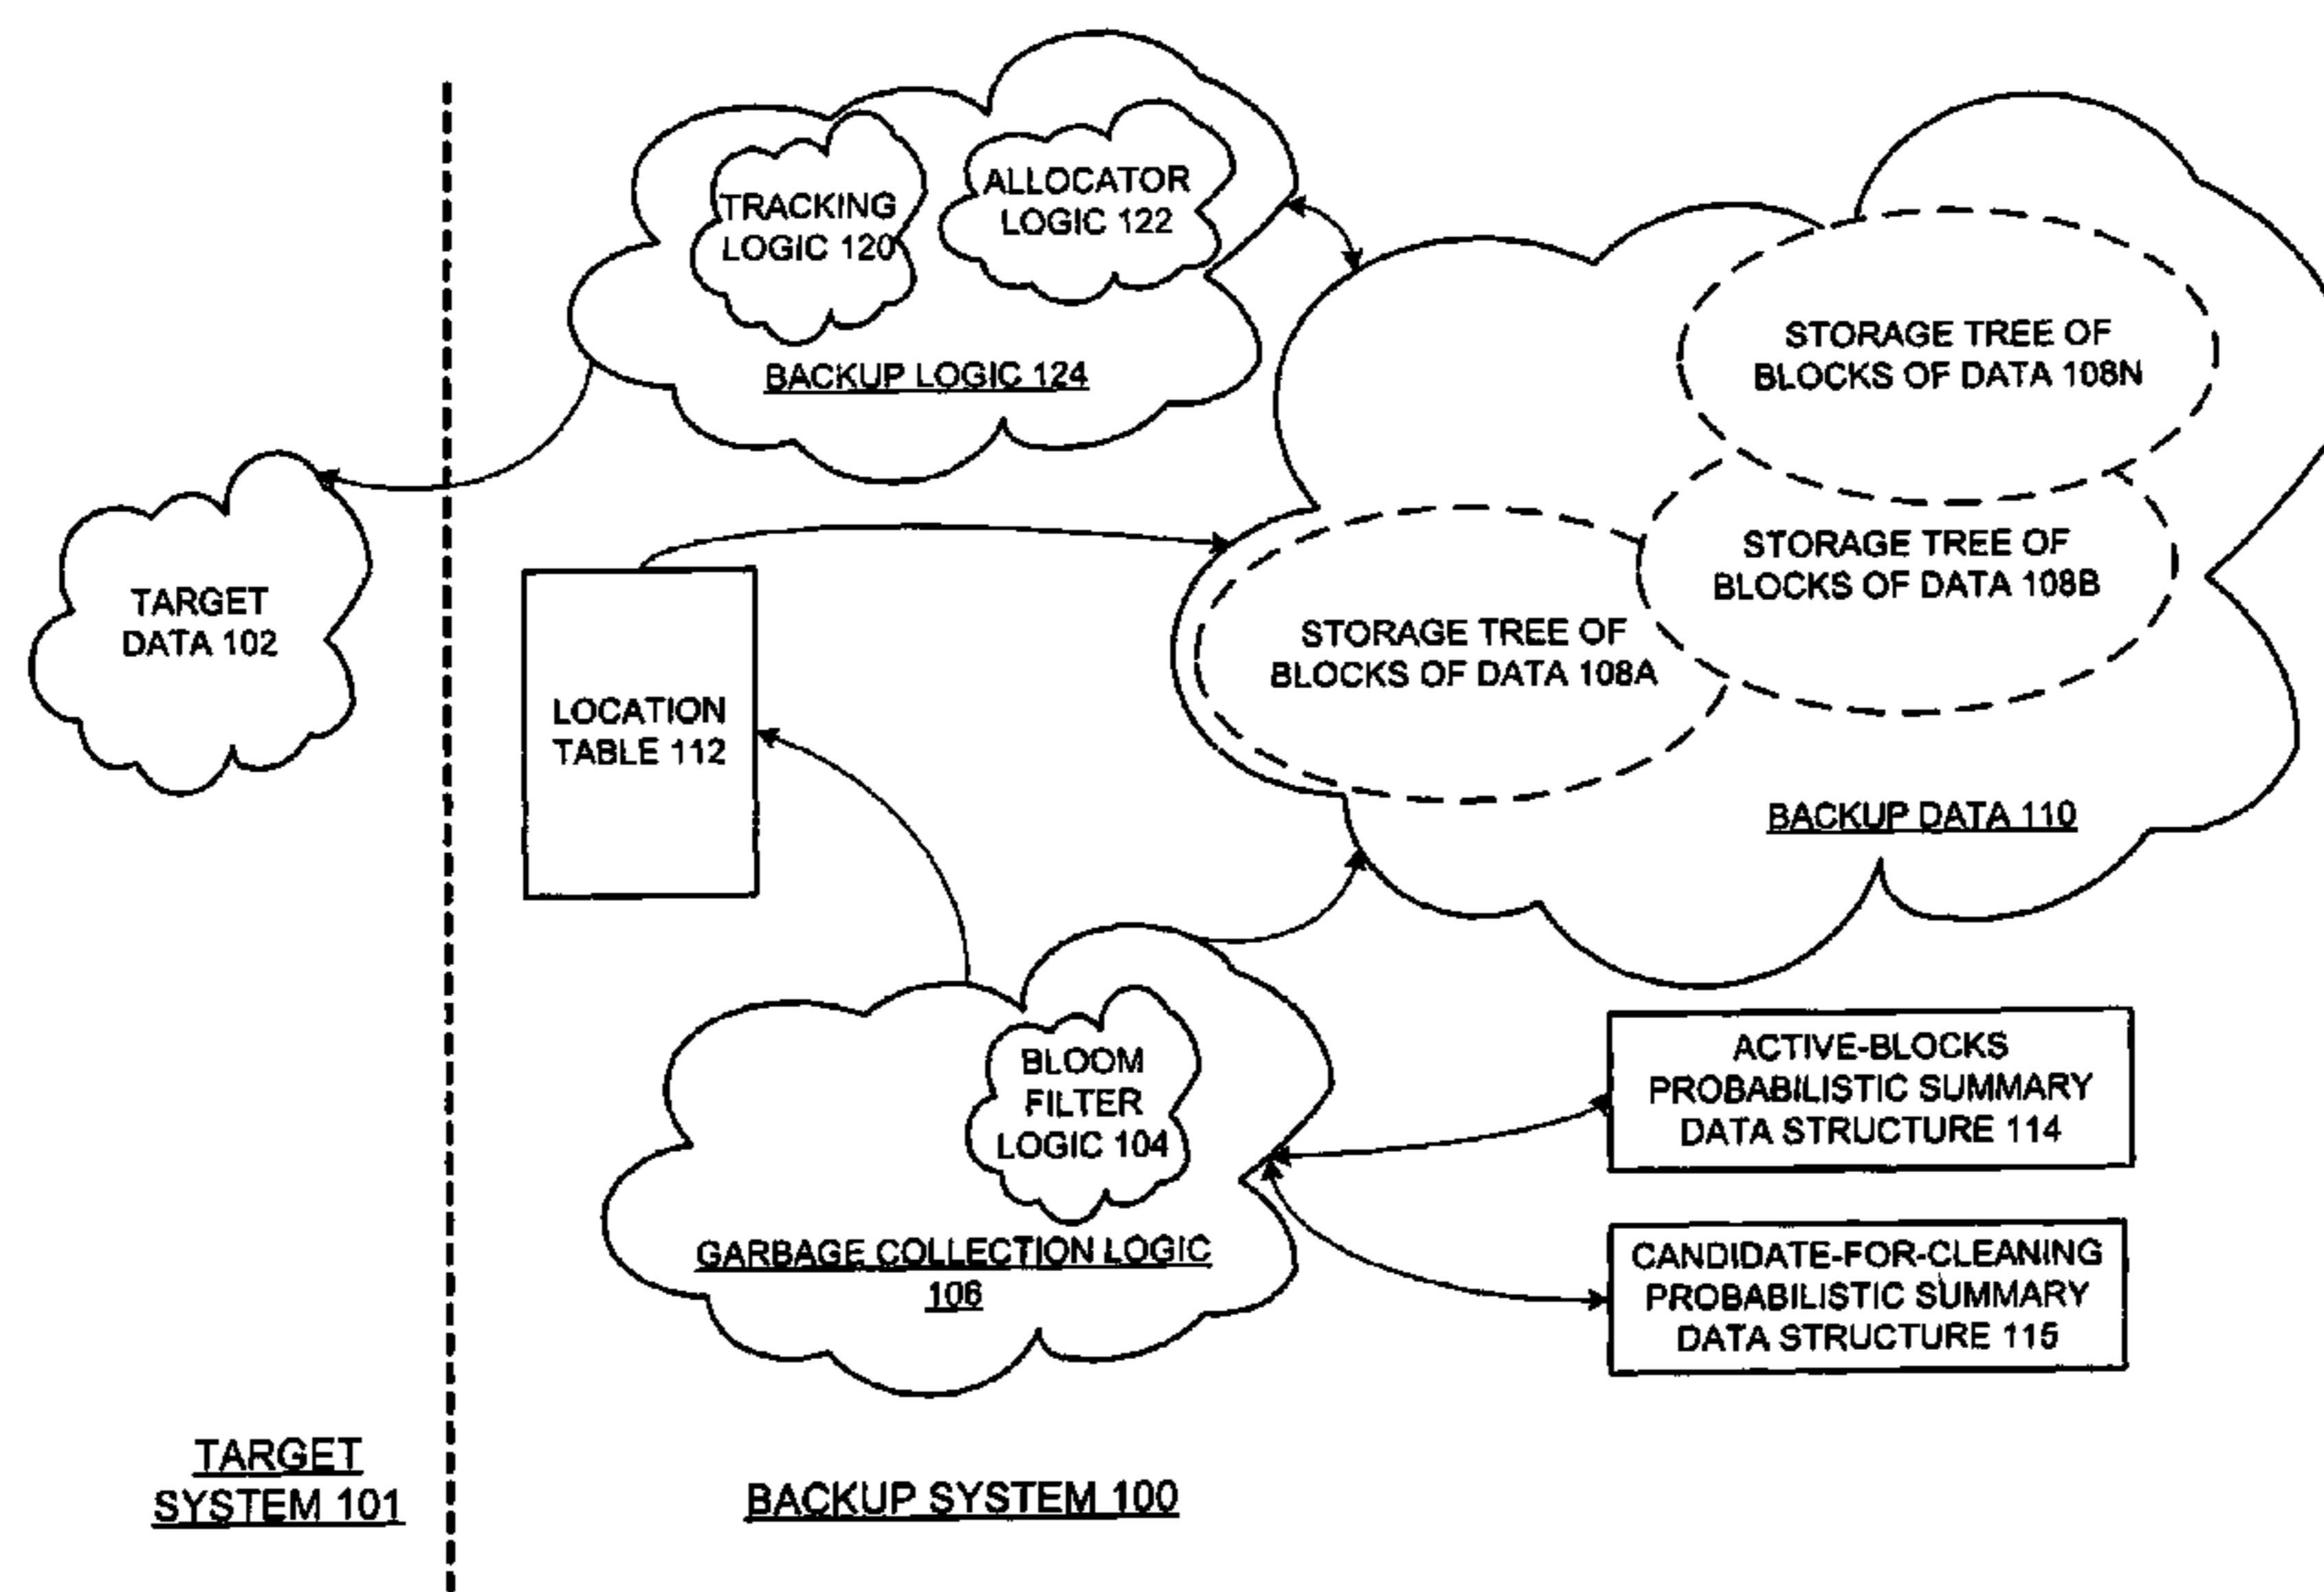 TRACKING
LOGIC 120
ALLOCATOR
LOGIC 122
BACKUP LOGIC 124
STORAGE TREE OF
BLOCKS OF DATA 108N
STORAGE TREE OF
BLOCKS OF DATA 108B
STORAGE TREE OF
BLOCKS OF DATA 108A
BACKUP DATA 110
TARGET
DATA 102
LOCATION
TABLE 112
BLOOM
FILTER
LOGIC 104
GARBAGE COLLECTION LOGIC
106
ACTIVE-BLOCKS
PROBABILISTIC SUMMARY
DATA STRUCTURE 114
CANDIDATE-FOR-CLEANING
PROBABILISTIC SUMMARY
DATA STRUCTURE 115
TARGET
SYSTEM 101
BACKUP SYSTEM 100